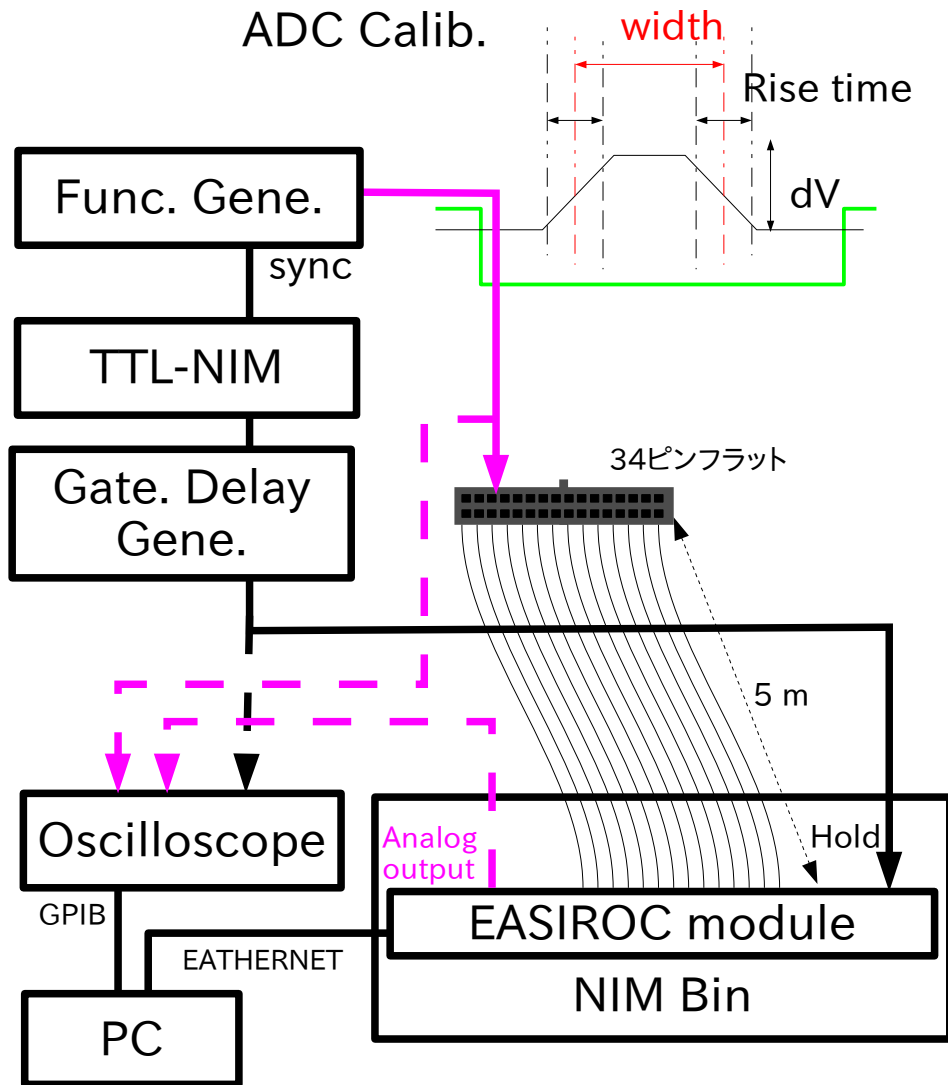 ADC Calib.
width
Rise time
dV
Func. Gene.
sync
TTL-NIM
Gate. Delay
Gene.
34ピンフラット
5 m
Oscilloscope
Analog
output
Hold
GPIB
EASIROC module
EATHERNET
NIM Bin
PC